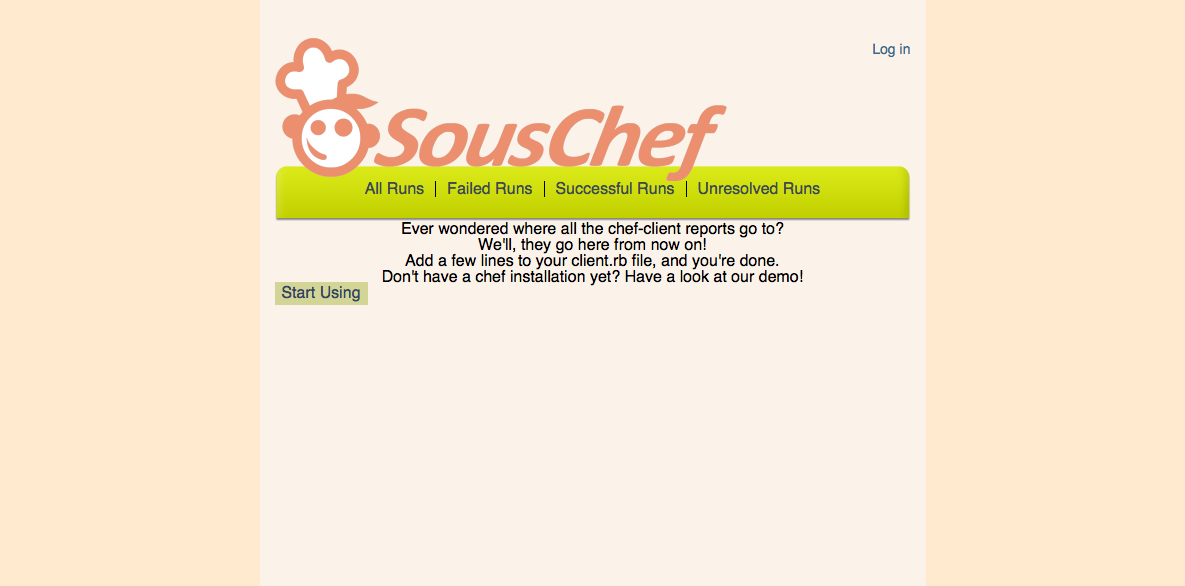 Log in
SousChef
All Runs | Failed Runs | Successful Runs | Unresolved Runs
Ever wondered where all the chef-client reports go to?
We'll, they go here from now on!
Add a few lines to your client.rb file, and you're done.
Don't have a chef installation yet? Have a look at our demo!
Start Using